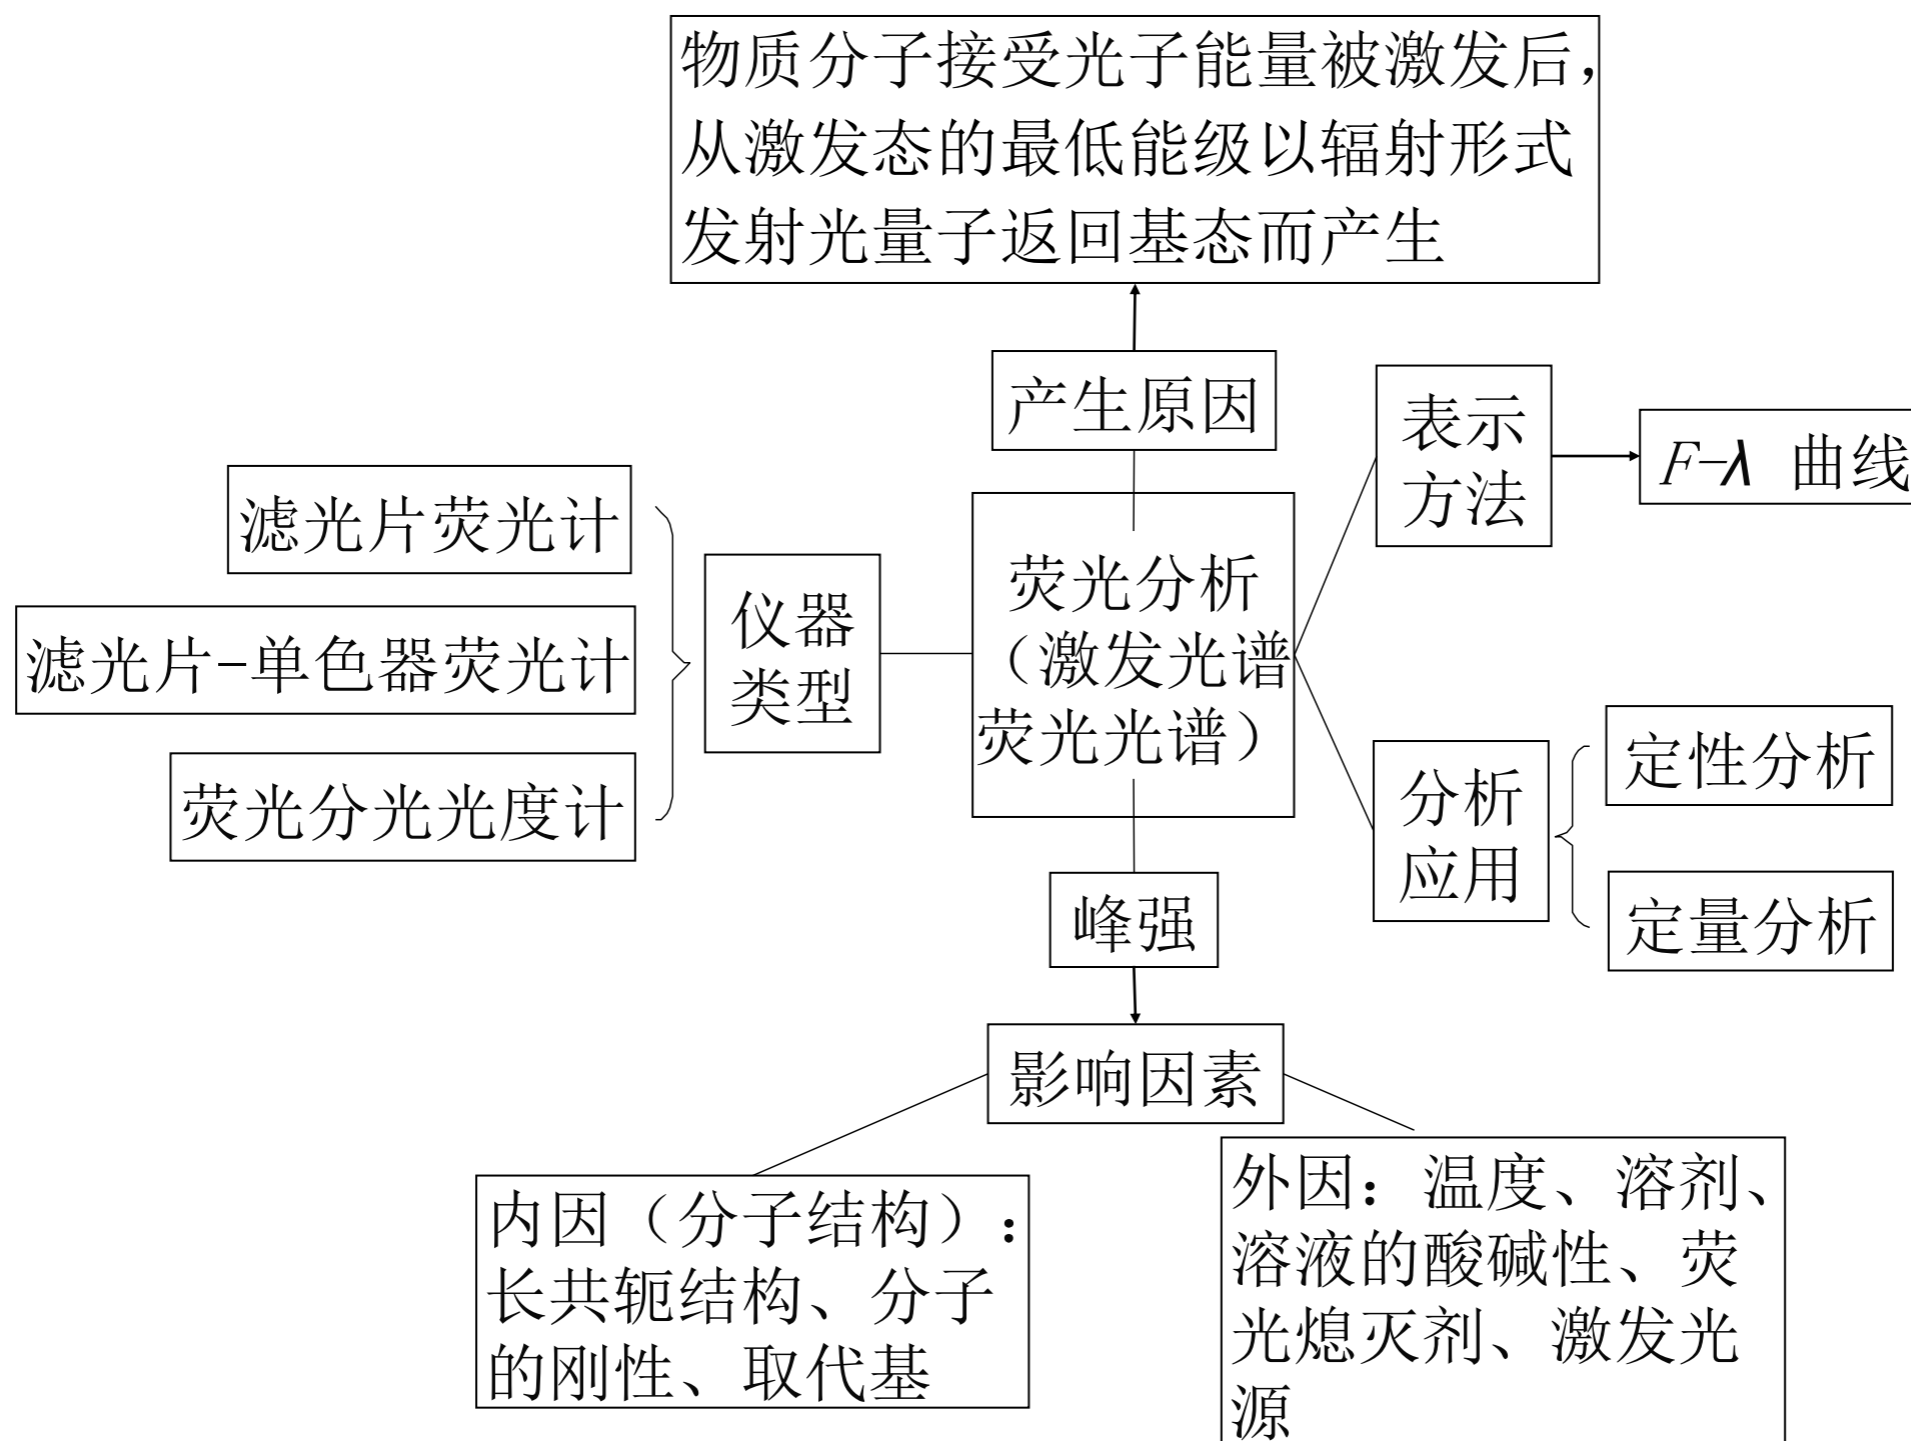 物质分子接受光子能量被激发后，
从激发态的最低能级以辐射形式
发射光量子返回基态而产生
产生原因
表示
方法
F-λ 曲线
滤光片荧光计
滤光片-单色器荧光计
荧光分光光度计
仪器
类型
荧光分析
（激发光谱
荧光光谱）
分析
应用
定性分析
定量分析
峰强
影响因素
内因（分子结构）：
长共轭结构、分子
的刚性、取代基
外因：温度、溶剂、
溶液的酸碱性、荧
光熄灭剂、激发光
源